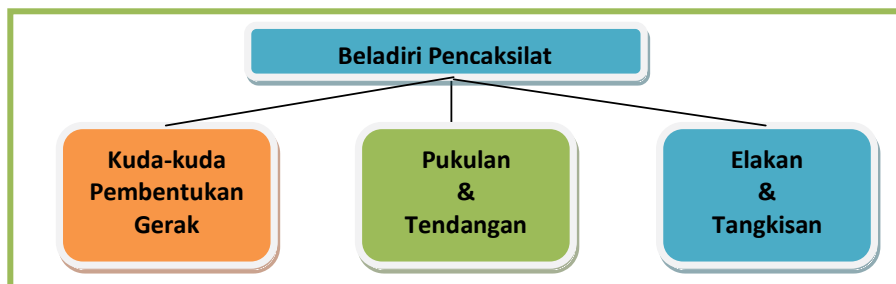 Beladiri Pencaksilat
Kuda-kuda
Pembentukan
Gerak
Pukulan
&
Tendangan
Elakan
&
Tangkisan